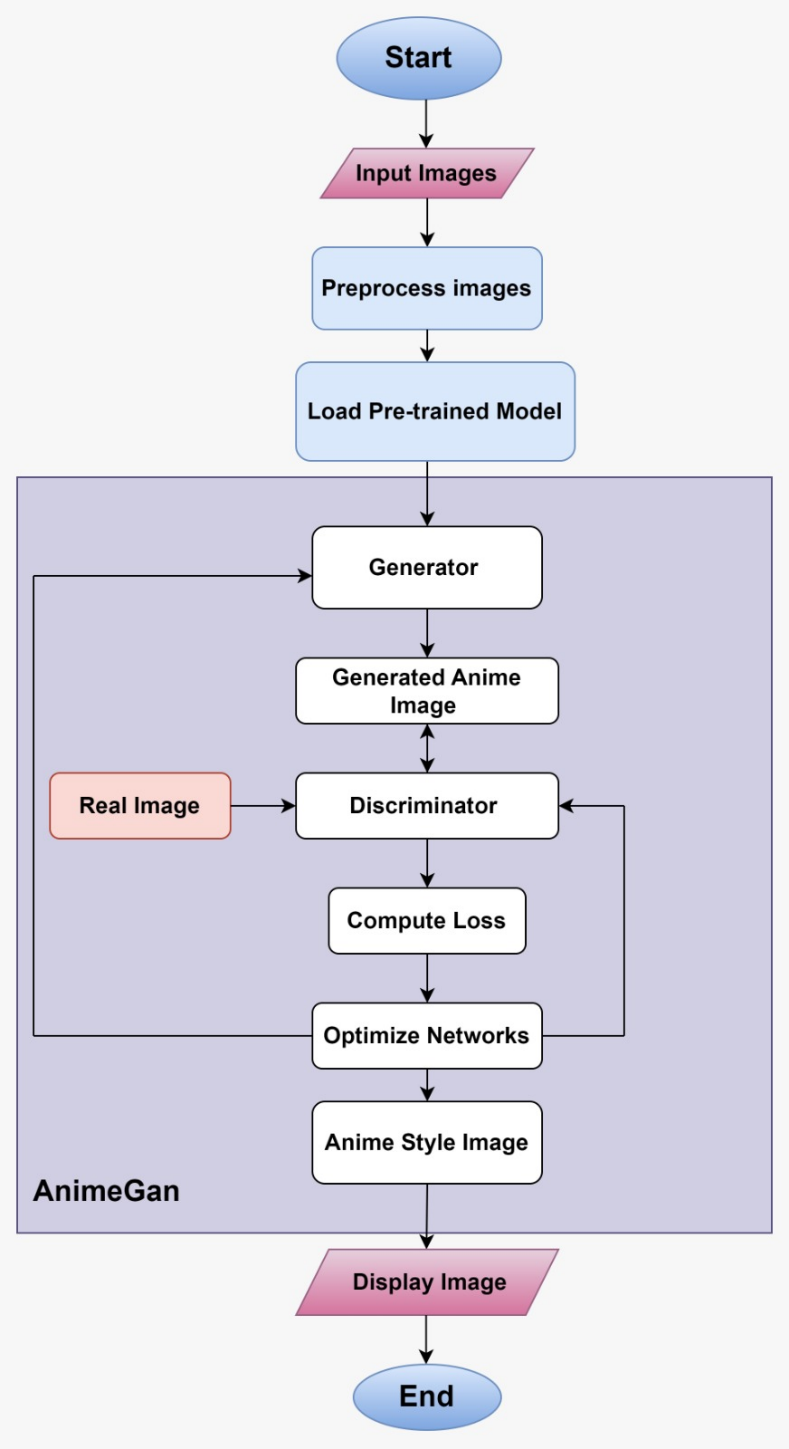 Start
Input Images
Preprocess images
Load Pre-trained Model
Generator
Generated Anime
Image
Real Image
Discriminator
Compute Loss
Optimize Networks
Anime Style Image
AnimeGan
Display Image
End